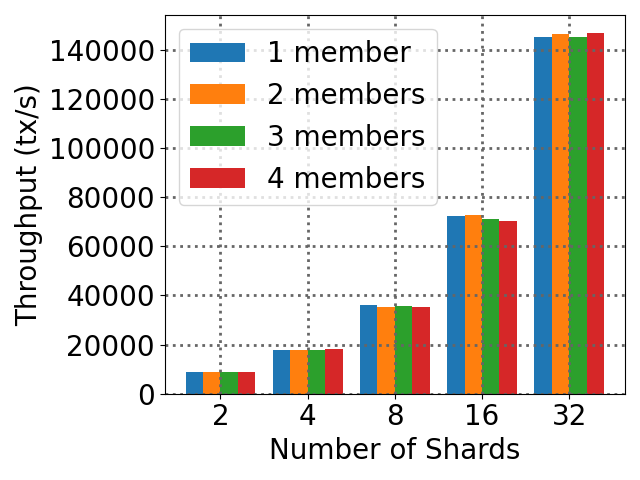 Throughput (tx/s)
140000
120000
100000
80000
60000
40000
20000
0
1 member
2 members
3 members
4 members
2 4 8 16 32
Number of Shards